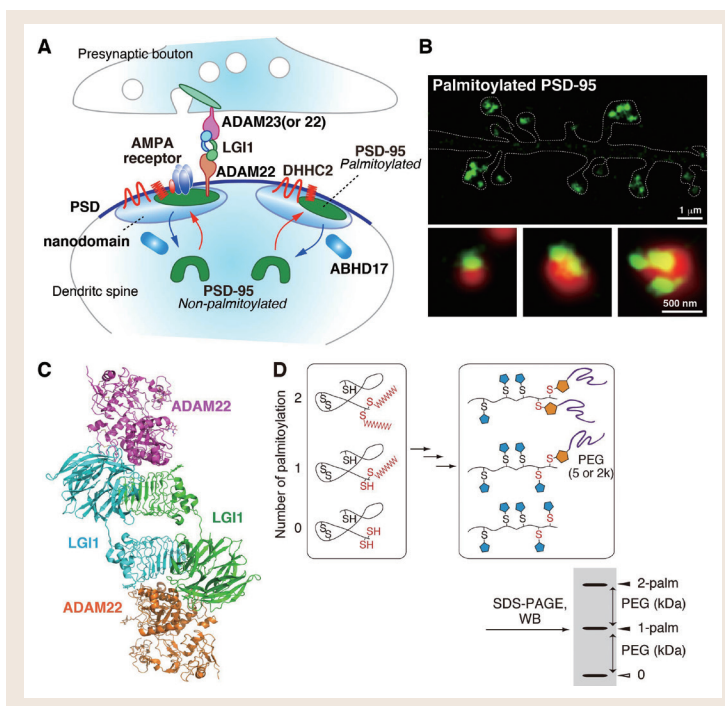 A
Presynaptic bouton
ADAM23(or 22)
LGI1
AMPA
receptor
ADAM22
PSD-95
Palmitoylated
DHHC2
PSD
nanodomain
ABHD17
PSD-95
Non-palmitoylated
Dendritc spine
B
Palmitoylated PSD-95
1 μm
500 nm
C
ADAM22
LGI1
LGI1
ADAM22
D
Number of palmitoylation
2
SH
S
S
S
S
1
SH
S
S
S
SH
0
SH
S
S
SH
SH
S
S
S
S
S
S
S
S
S
S
PEG
(5 or 2k)
S
S
S
S
S
SDS-PAGE,
WB
2-palm
PEG (kDa)
1-palm
PEG (kDa)
0